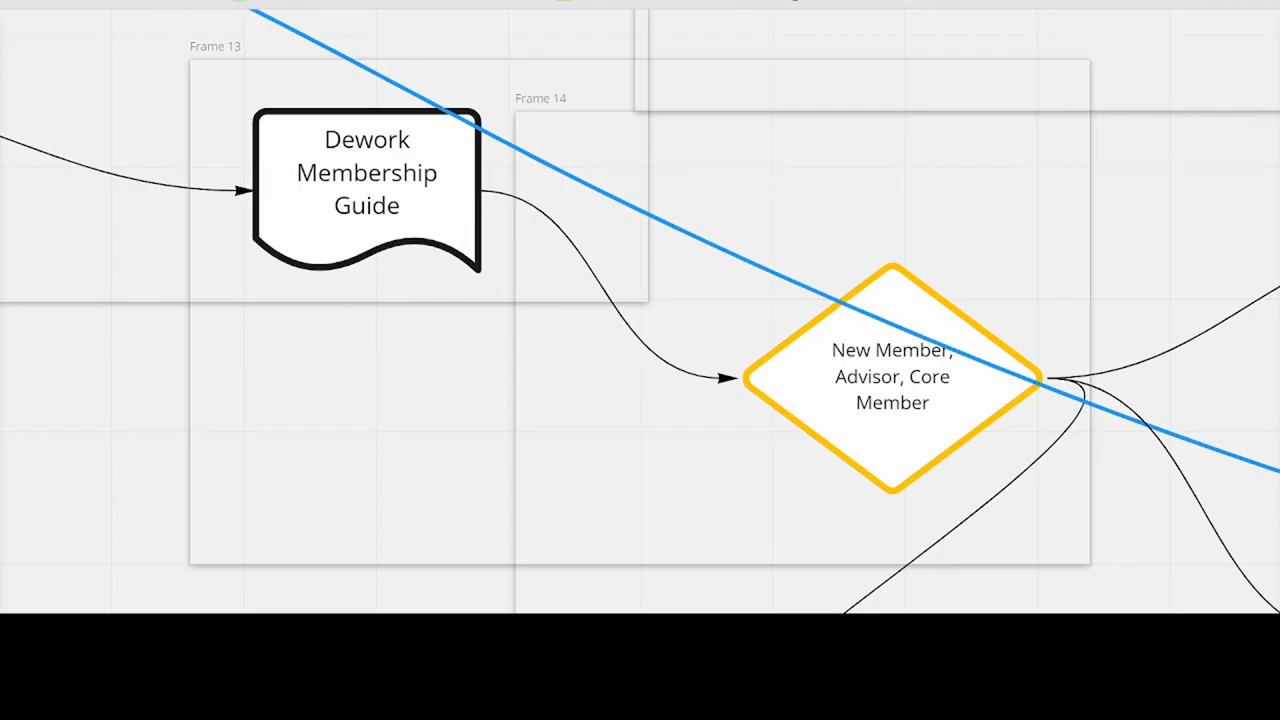 Frame 13
Frame 14
Dework
Membership
Guide
New Member,
Advisor, Core
Member